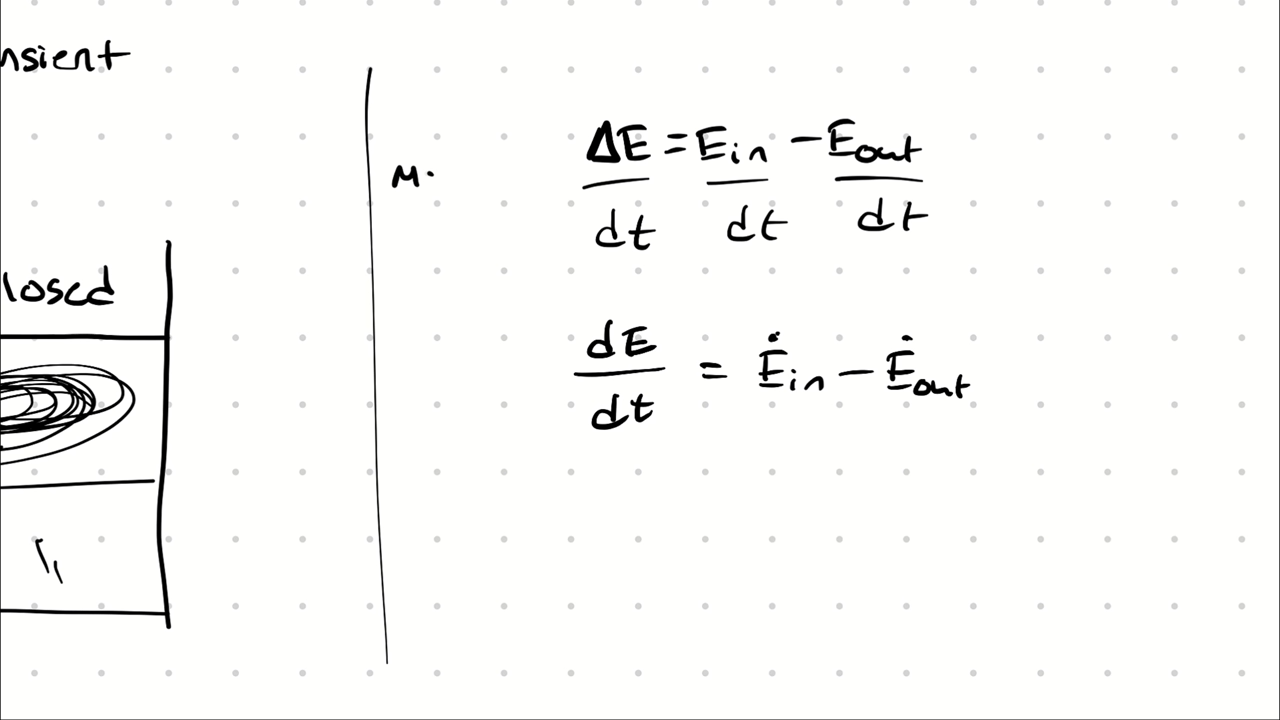 nsient
losed
M.
ΔE = Ein - Eout
dt dt dt
dE
dt = Ėin - Ėout